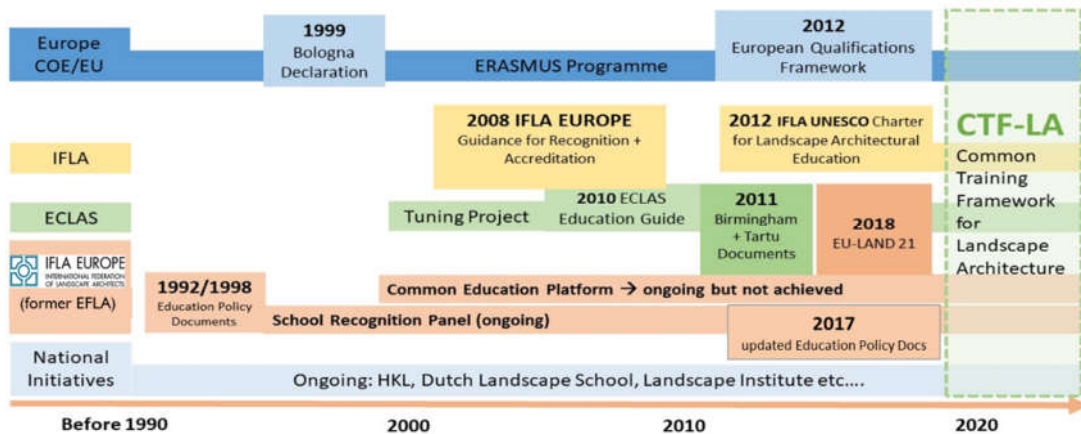 Europe
COE/EU
1999
Bologna
Declaration
ERASMUS Programme
2012
European Qualifications
Framework
IFLA
2008 IFLA EUROPE
Guidance for Recognition +
Accreditation
2012 IFLA UNESCO Charter
for Landscape Architectural
Education
CTF-LA
Common
Training
Framework
for
Landscape
Architecture
ECLAS
Tuning Project
2010 ECLAS
Education Guide
2011
Birmingham
+ Tartu
Documents
2018
EU-LAND 21
IFLA EUROPE
INTERNATIONAL FEDERATION
OF LANDSCAPE ARCHITECTS
(former EFLA)
1992/1998
Education Policy
Documents
Common Education Platform → ongoing but not achieved
School Recognition Panel (ongoing)
2017
updated Education Policy Docs
National
Initiatives
Ongoing: HKL, Dutch Landscape School, Landscape Institute etc....
Before 1990
2000
2010
2020